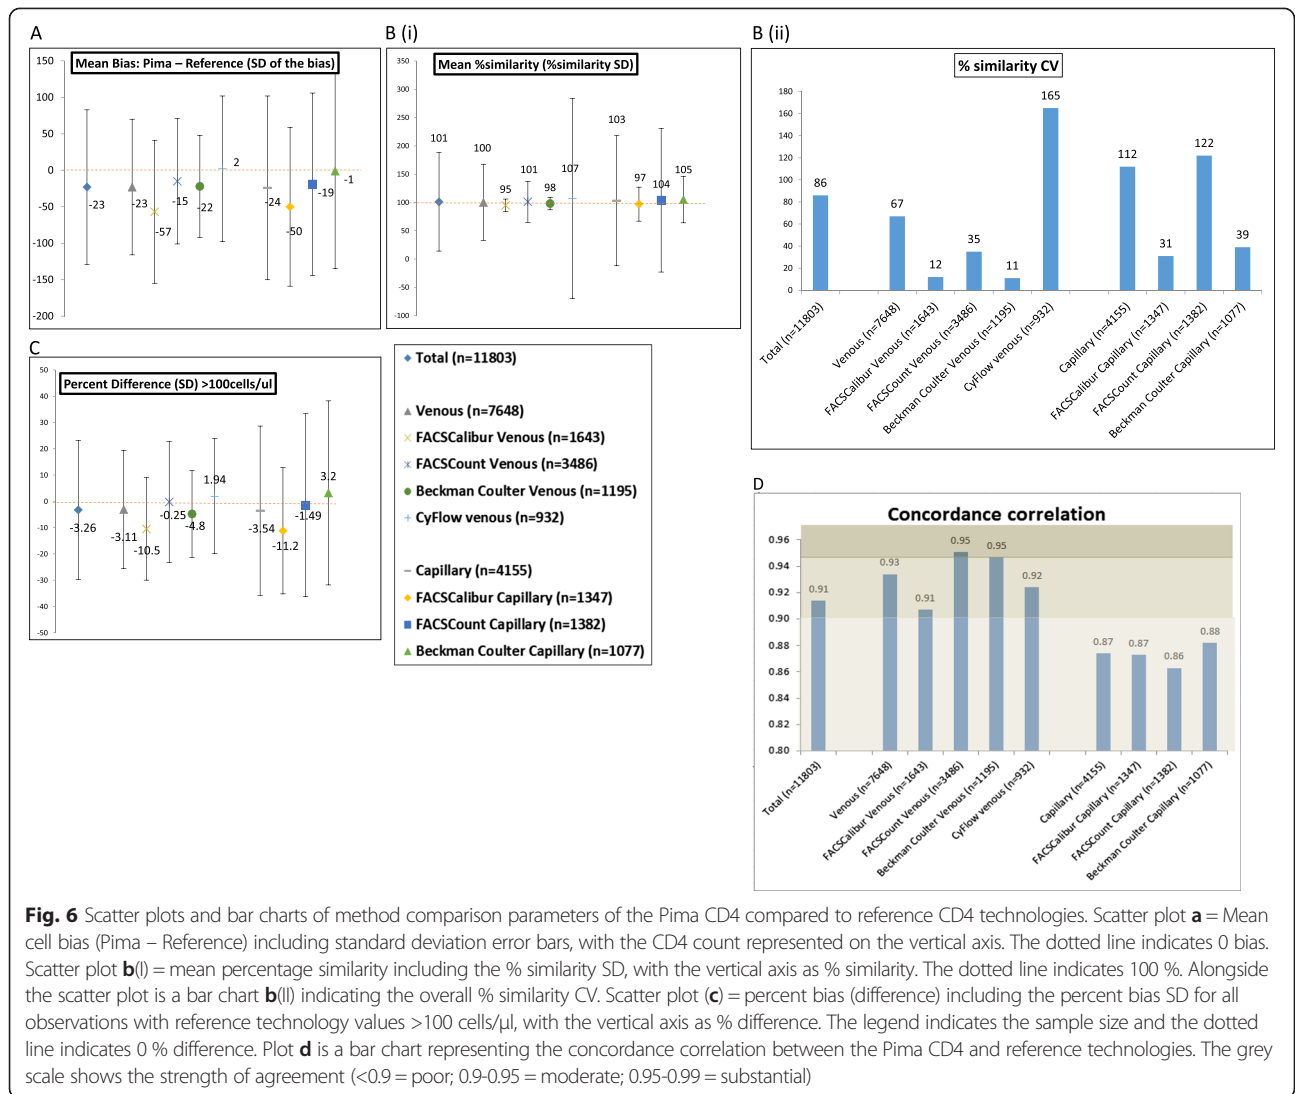 A
Mean Bias: Pima – Reference (SD of the bias)
150
100
50
0
-50
-100
-150
-200
-23
-23
-57
-15
-22
2
-24
-50
-19
-1
B (i)
Mean %similarity (%similarity SD)
350
300
250
200
150
100
50
0
-50
-100
101
100
95
101
98
107
103
97
104
105
B (ii)
% similarity CV
180
160
140
120
100
80
60
40
20
0
86
67
12
35
11
165
112
31
122
39
Total (n=11803)
Venous (n=7648)
FACSCalibur Venous (n=1643)
FACSCount Venous (n=3486)
Beckman Coulter Venous (n=1195)
CyFlow venous (n=932)
Capillary (n=4155)
FACSCalibur Capillary (n=1347)
FACSCount Capillary (n=1382)
Beckman Coulter Capillary (n=1077)
C
Percent Difference (SD) >100cells/ul
50
40
30
20
10
0
-10
-20
-30
-40
-50
-3.26
-3.11
-10.5
-0.25
-4.8
1.94
-3.54
-11.2
-1.49
3.2
Total (n=11803)
Venous (n=7648)
FACSCalibur Venous (n=1643)
FACSCount Venous (n=3486)
Beckman Coulter Venous (n=1195)
CyFlow venous (n=932)
Capillary (n=4155)
FACSCalibur Capillary (n=1347)
FACSCount Capillary (n=1382)
Beckman Coulter Capillary (n=1077)
D
Concordance correlation
0.96
0.94
0.92
0.90
0.88
0.86
0.84
0.82
0.80
0.91
0.93
0.91
0.95
0.95
0.92
0.87
0.87
0.86
0.88
Total (n=11803)
Venous (n=7648)
FACSCalibur Venous (n=1643)
FACSCount Venous (n=3486)
Beckman Coulter Venous (n=1195)
CyFlow venous (n=932)
Capillary (n=4155)
FACSCalibur Capillary (n=1347)
FACSCount Capillary (n=1382)
Beckman Coulter Capillary (n=1077)
Fig. 6 Scatter plots and bar charts of method comparison parameters of the Pima CD4 compared to reference CD4 technologies. Scatter plot a = Mean
cell bias (Pima – Reference) including standard deviation error bars, with the CD4 count represented on the vertical axis. The dotted line indicates 0 bias.
Scatter plot b(I) = mean percentage similarity including the % similarity SD, with the vertical axis as % similarity. The dotted line indicates 100 %. Alongside
the scatter plot is a bar chart b(II) indicating the overall % similarity CV. Scatter plot (c) = percent bias (difference) including the percent bias SD for all
observations with reference technology values >100 cells/μl, with the vertical axis as % difference. The legend indicates the sample size and the dotted
line indicates 0 % difference. Plot d is a bar chart representing the concordance correlation between the Pima CD4 and reference technologies. The grey
scale shows the strength of agreement (<0.9 = poor; 0.9-0.95 = moderate; 0.95-0.99 = substantial)